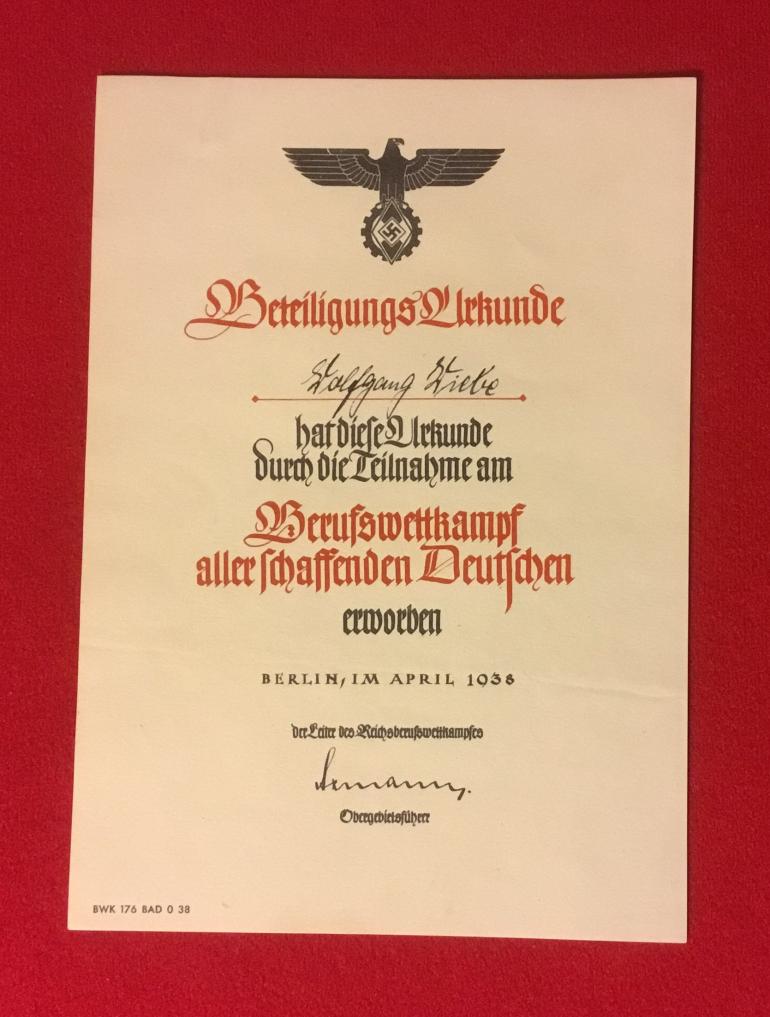 BeteiligungsUrkunde
Wolfgang Wiebe
hat diese Urkunde
durch die Teilnahme am
Berufswettkampf
aller schaffenden Deutschen
erworben
BERLIN, IM APRIL 1938
der Leiter des Reichsberufswettkampfes
Obergebietsführer
BWK 176 BAD 0 38